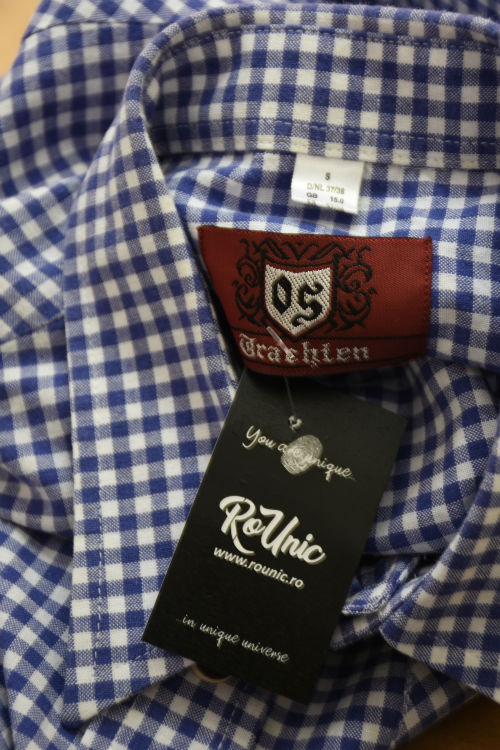 S
D/NL 37/38
GB 15.0
OS
Trachten
You are unique
RoUnic
www.rounic.ro
...in unique universe